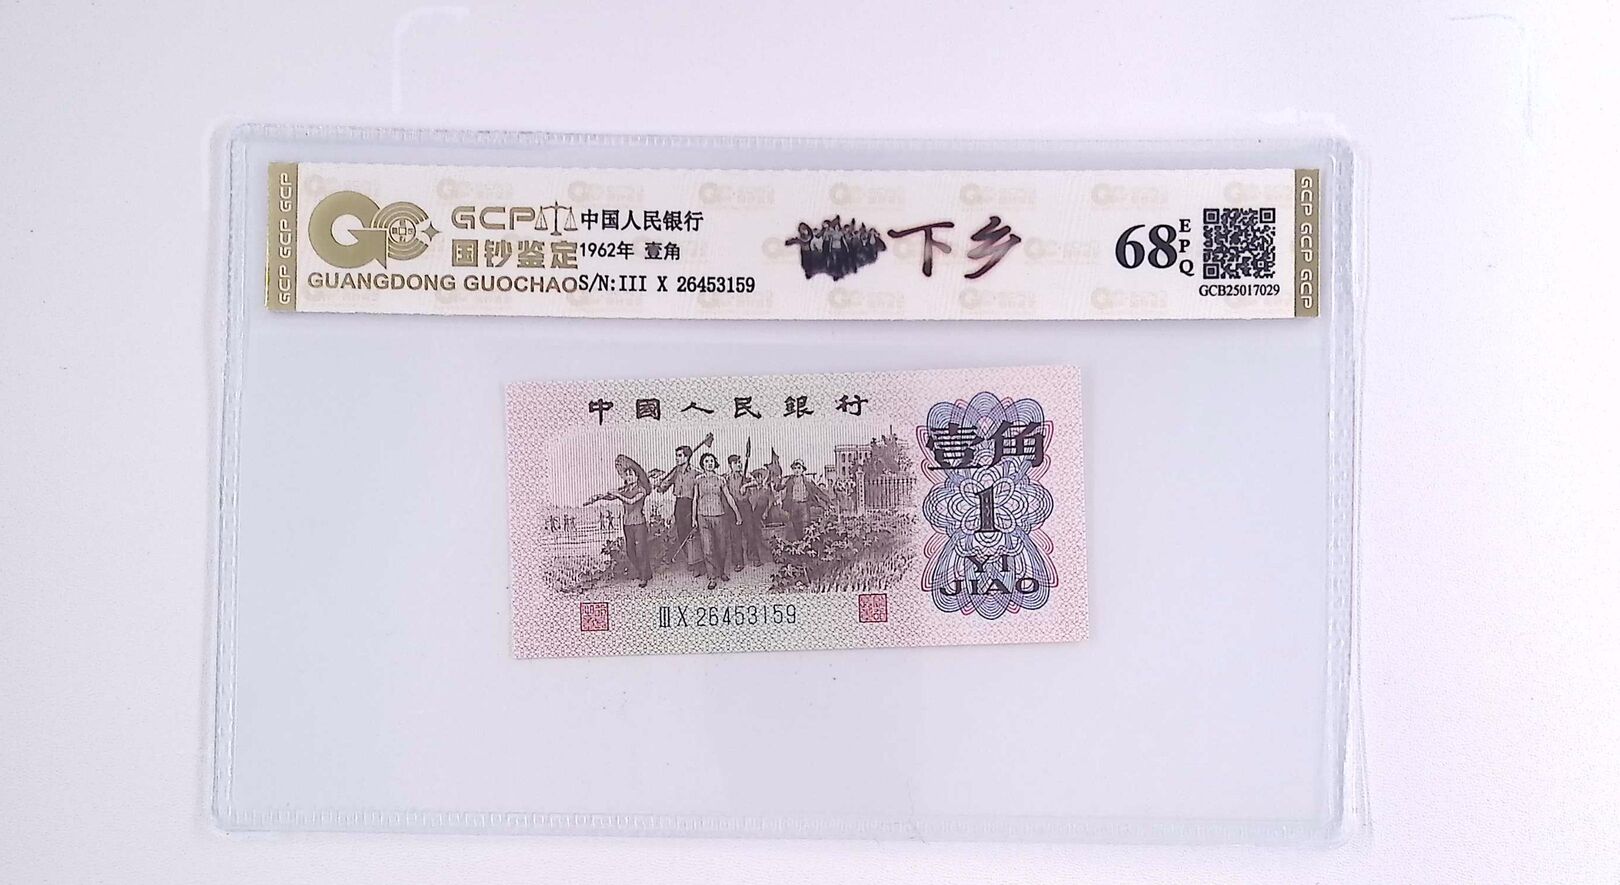 GCP GCP GCP
GCP
国钞鉴定
GUANGDONG GUOCHAO
中国人民银行
1962年 壹角
S/N:III X 26453159
下乡
68
EPQ
GCB25017029
GCP GCP GCP
中國人民銀行
壹角
1
YI
JIAO
ⅢX 26453159